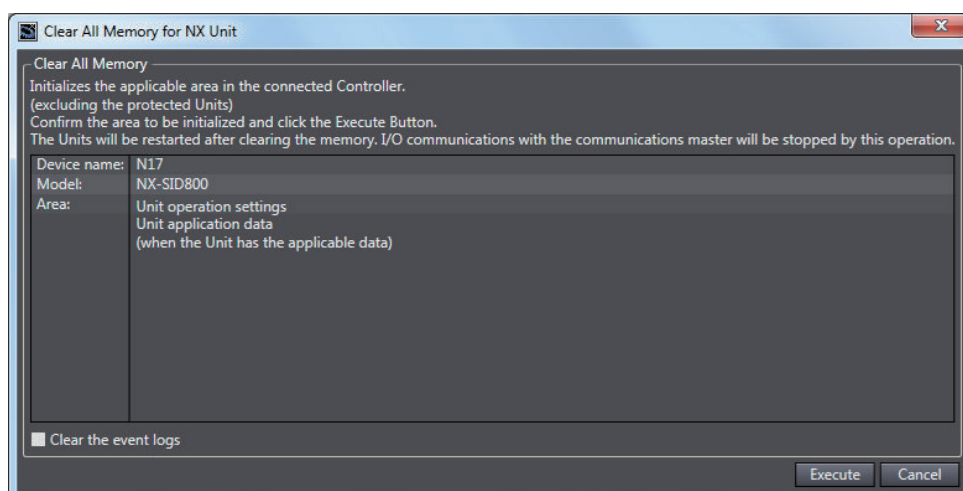 Clear All Memory for NX Unit
Clear All Memory
Initializes the applicable area in the connected Controller.
(excluding the protected Units)
Confirm the area to be initialized and click the Execute Button.
The Units will be restarted after clearing the memory. I/O communications with the communications master will be stopped by this operation.
Device name: N17
Model: NX-SID800
Area: Unit operation settings
Unit application data
(when the Unit has the applicable data)
Clear the event logs
Execute Cancel